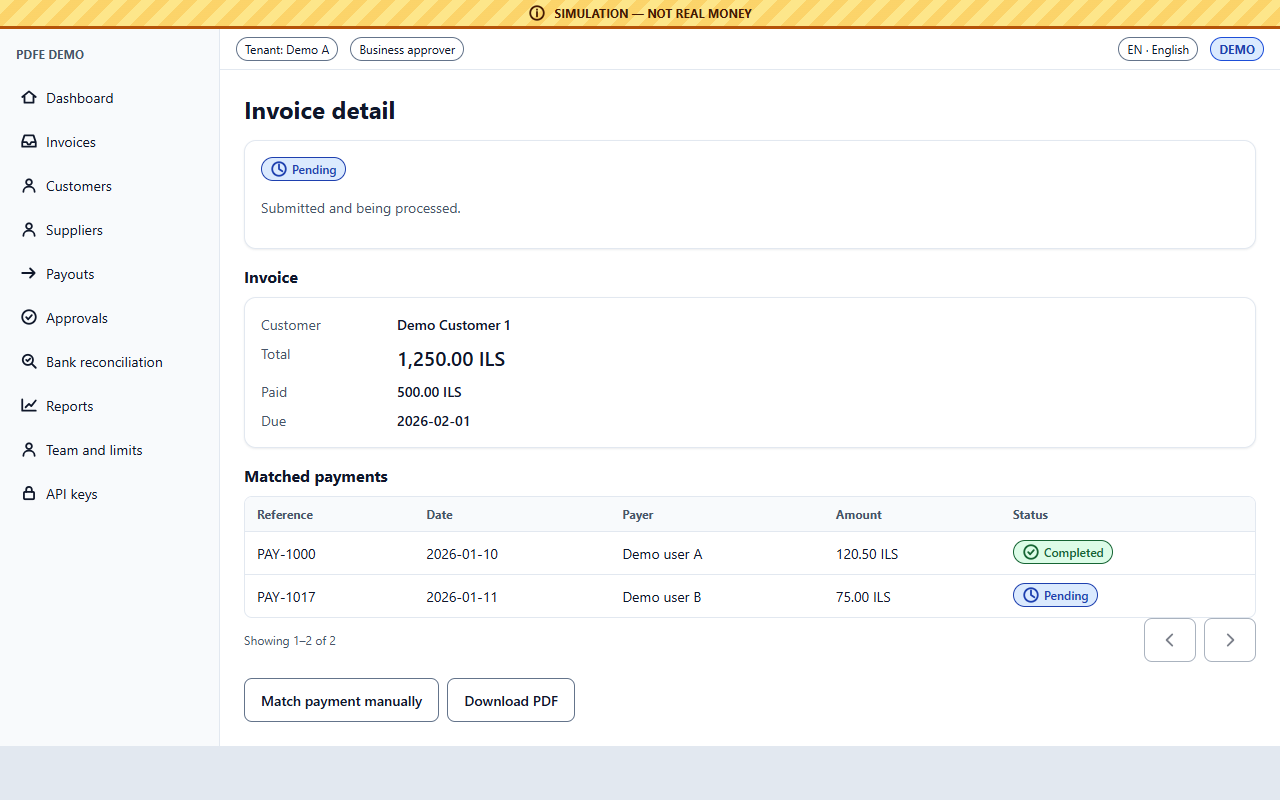 SIMULATION — NOT REAL MONEY
PDFE DEMO
Tenant: Demo A
Business approver
EN · English
DEMO
Dashboard
Invoices
Customers
Suppliers
Payouts
Approvals
Bank reconciliation
Reports
Team and limits
API keys
Invoice detail
Pending
Submitted and being processed.
Invoice
Customer Demo Customer 1
Total 1,250.00 ILS
Paid 500.00 ILS
Due 2026-02-01
Matched payments
Reference Date Payer Amount Status
PAY-1000 2026-01-10 Demo user A 120.50 ILS Completed
PAY-1017 2026-01-11 Demo user B 75.00 ILS Pending
Showing 1–2 of 2
Match payment manually Download PDF